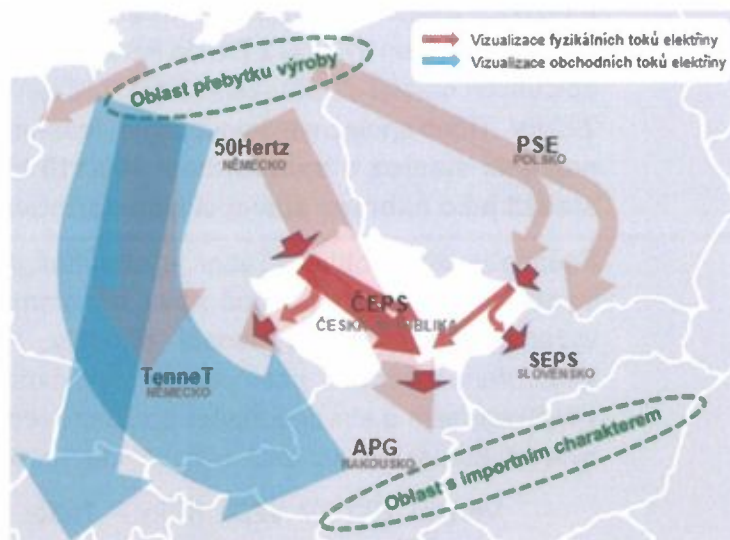 Vizualizace fyzikálních toků elektřiny
Vizualizace obchodních toků elektřiny
Oblast přebytku výroby
50Hertz
NĚMECKO
PSE
POLSKO
ČEPS
ČESKÁ REPUBLIKA
TenneT
NĚMECKO
SEPS
SLOVENSKO
APG
RAKOUSKO
Oblast s importním charakterem